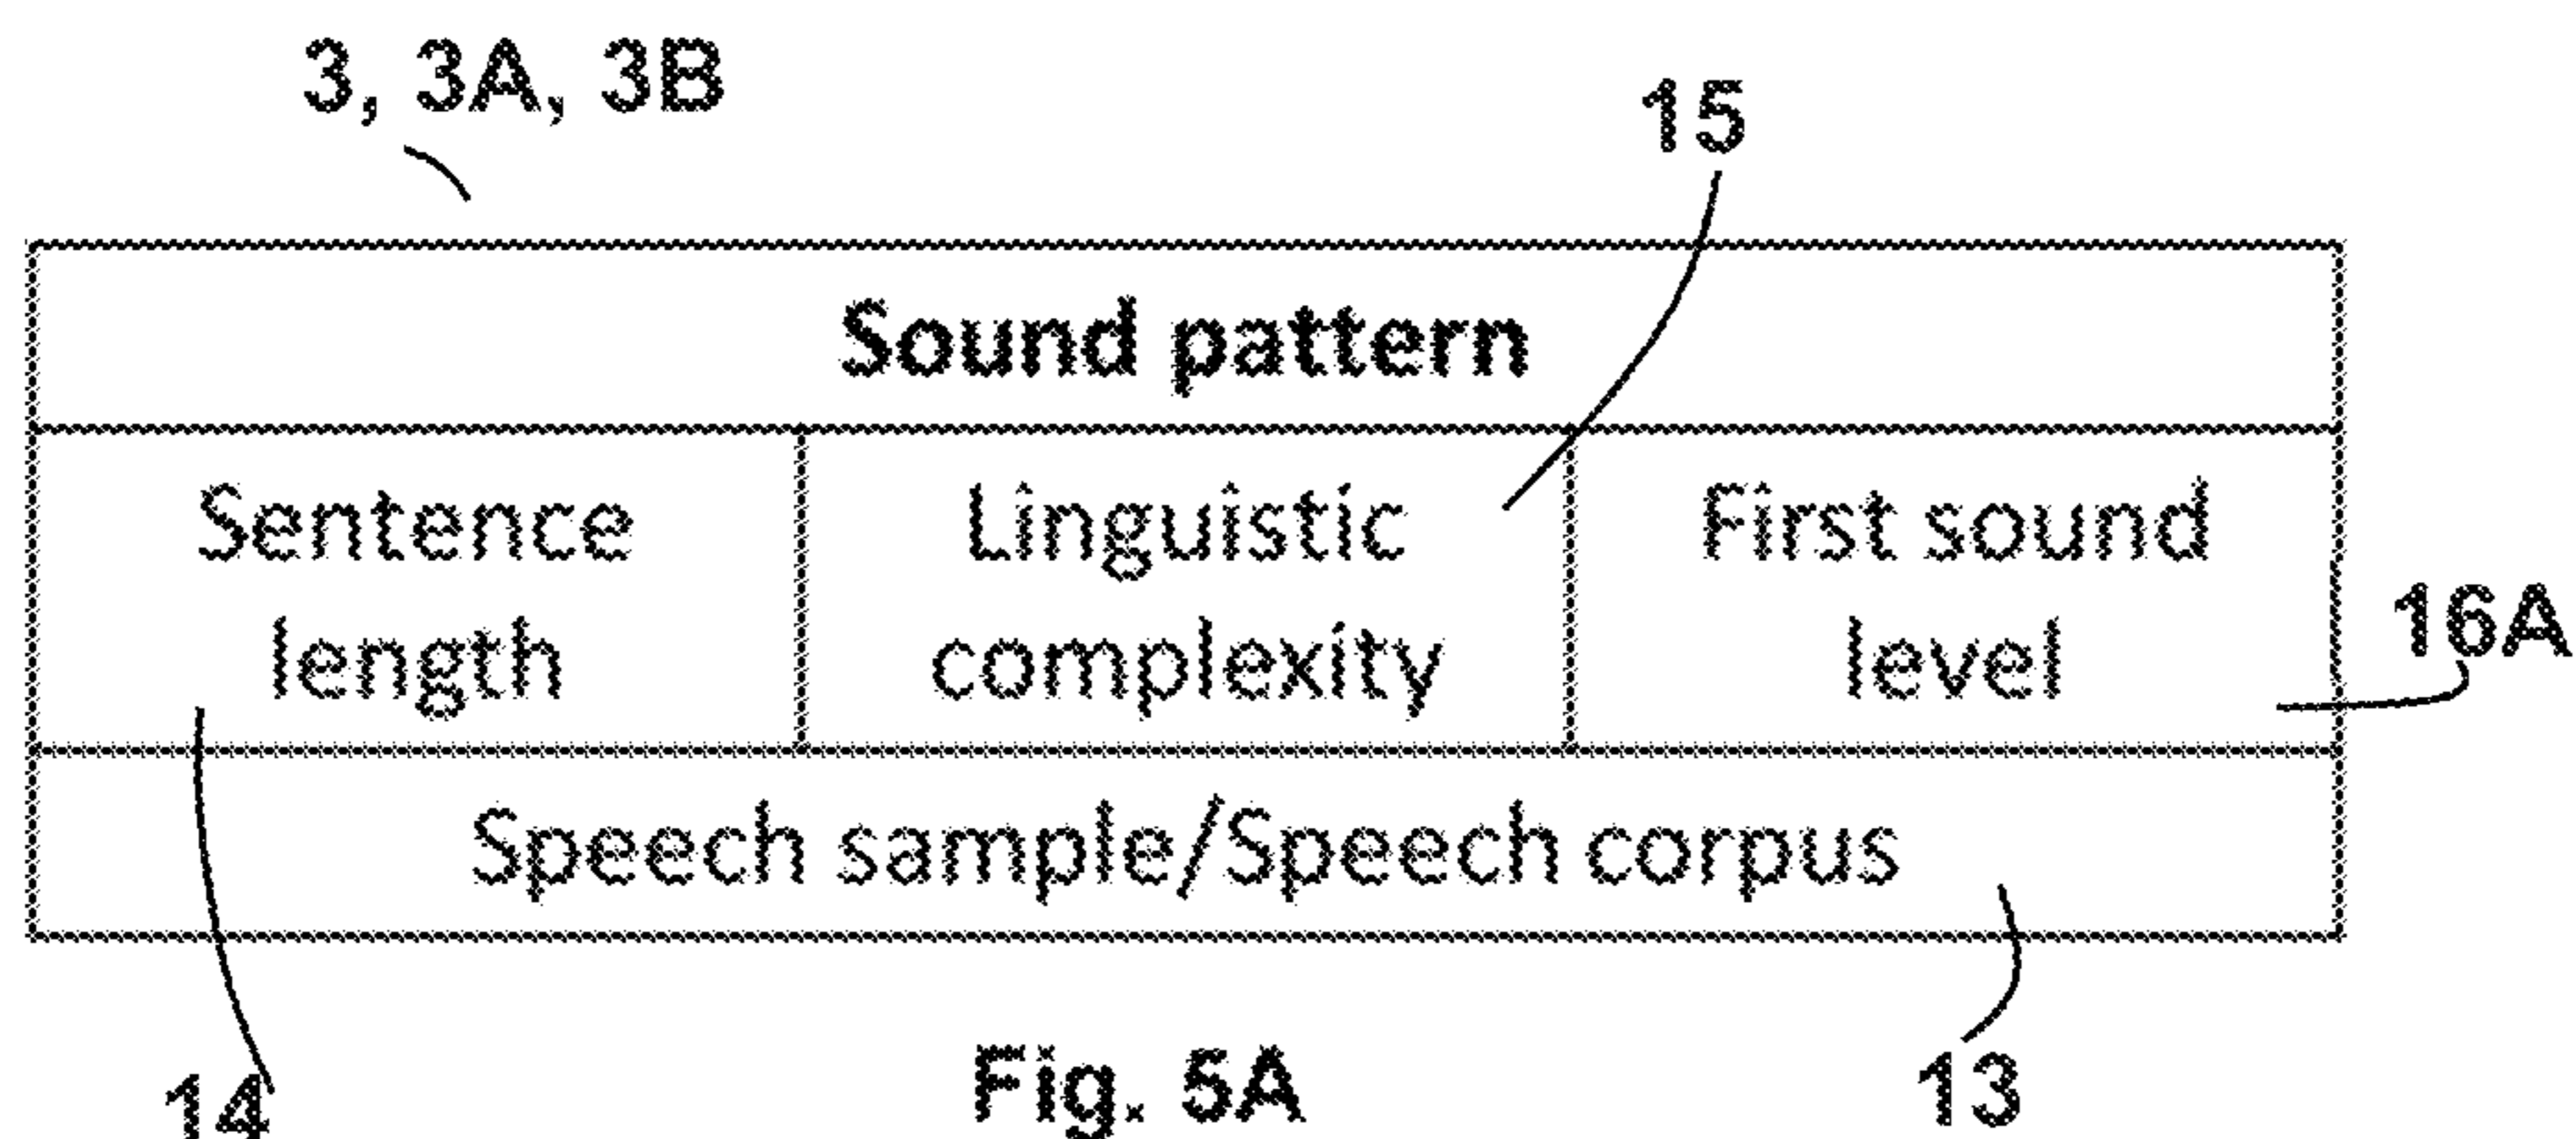 3, 3A, 3B
15
Sound pattern
Sentence
length
Linguistic
complexity
First sound
level
16A
Speech sample/Speech corpus
14
Fig. 5A
13